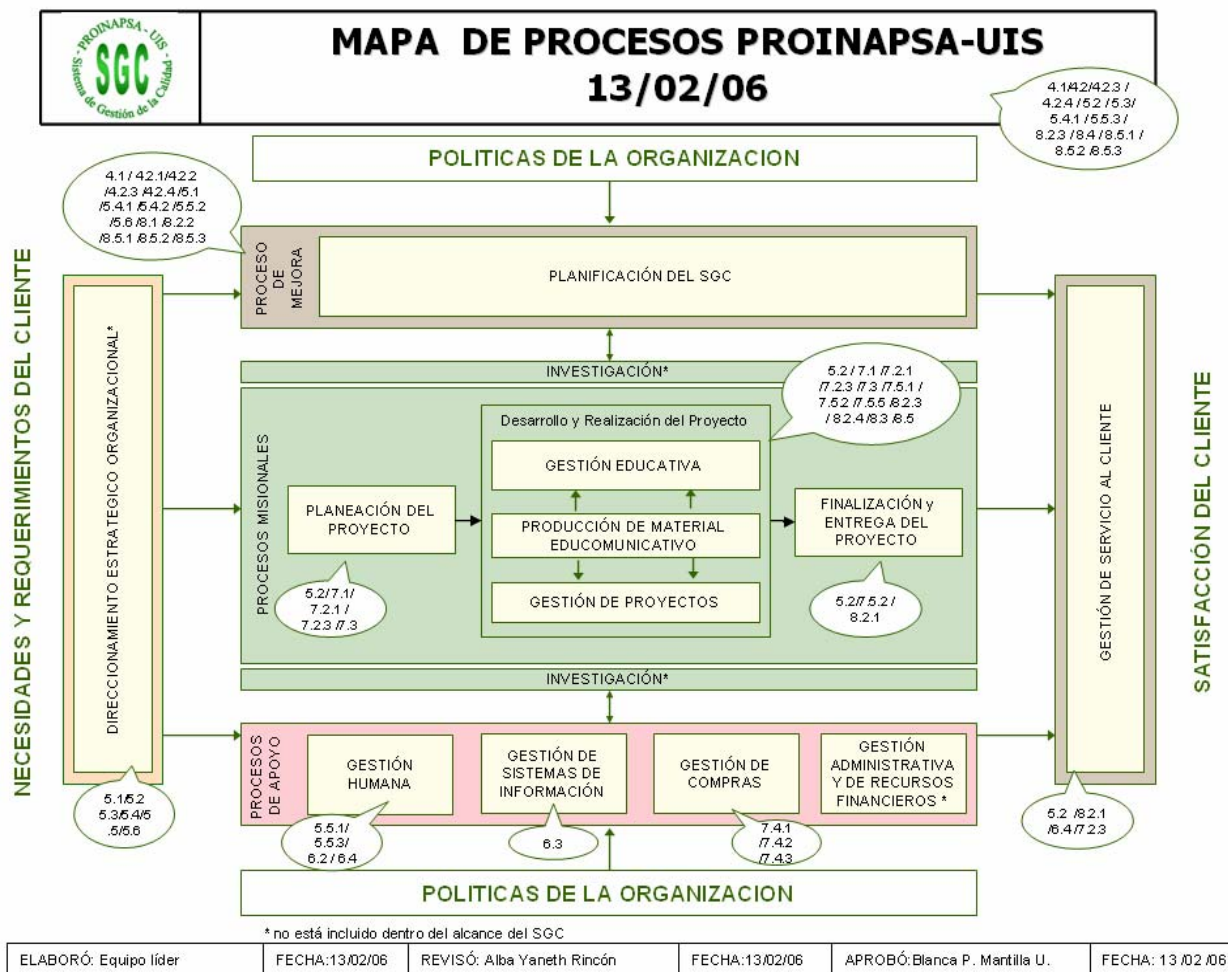 PROINAPSA - UIS
SGC
Sistema de Gestión de la Calidad
MAPA DE PROCESOS PROINAPSA-UIS
13/02/06
4.1/4.2/4.2.3 /
4.2.4 / 5.2 / 5.3/
5.4.1 / 5.5.3 /
8.2.3 / 8.4 / 8.5.1 /
8.5.2 /8.5.3
POLITICAS DE LA ORGANIZACION
4.1 / 4.2.1/4.2.2
/4.2.3 /4.2.4 /5.1
/5.4.1 /5.4.2 /5.5.2
/5.6 /8.1 /8.2.2
/8.5.1 /8.5.2 /8.5.3
NECESIDADES Y REQUERIMIENTOS DEL CLIENTE
DIRECCIONAMIENTO ESTRATEGICO ORGANIZACIONAL*
5.1/5.2
5.3/5.4/5
.5/5.6
PROCESO
DE
MEJORA
PLANIFICACIÓN DEL SGC
INVESTIGACIÓN*
5.2 / 7.1 /7.2.1
/7.2.3 /7.3 /7.5.1 /
7.5.2 /7.5.5 /8.2.3
/ 8.2.4 /8.3 /8.5
PROCESOS MISIONALES
PLANEACIÓN DEL
PROYECTO
5.2/7.1/
7.2.1 /
7.2.3 /7.3
Desarrollo y Realización del Proyecto
GESTIÓN EDUCATIVA
PRODUCCIÓN DE MATERIAL
EDUCOMUNICATIVO
GESTIÓN DE PROYECTOS
FINALIZACIÓN y
ENTREGA DEL
PROYECTO
5.2/7.5.2 /
8.2.1
INVESTIGACIÓN*
PROCESOS
DE APOYO
GESTIÓN
HUMANA
5.5.1/
5.5.3/
6.2 / 6.4
GESTIÓN DE
SISTEMAS DE
INFORMACIÓN
6.3
GESTIÓN DE
COMPRAS
7.4.1
/7.4.2
/7.4.3
GESTIÓN
ADMINISTRATIVA
Y DE RECURSOS
FINANCIEROS *
GESTIÓN DE SERVICIO AL CLIENTE
5.2 /8.2.1
/6.4/7.2.3
SATISFACCIÓN DEL CLIENTE
POLITICAS DE LA ORGANIZACION
* no está incluido dentro del alcance del SGC
ELABORÓ: Equipo líder
FECHA:13/02/06
REVISÓ: Alba Yaneth Rincón
FECHA:13/02/06
APROBÓ:Blanca P. Mantilla U.
FECHA: 13 /02 /06